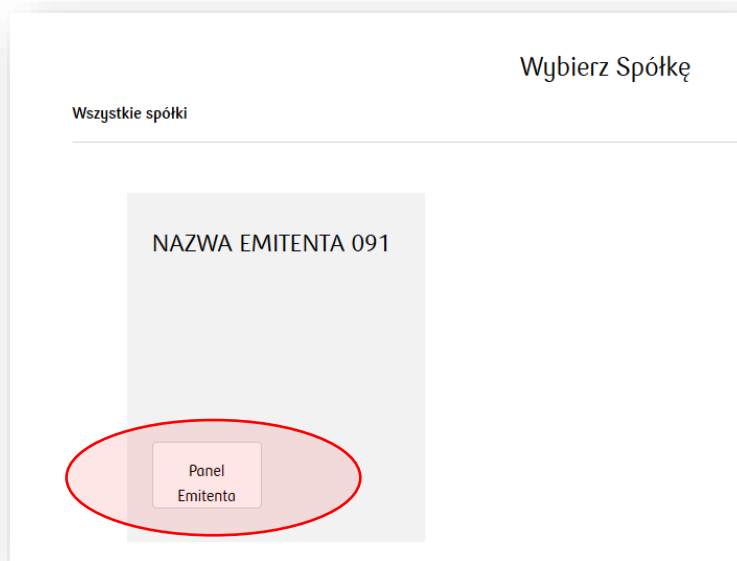 Wybierz Spółkę
Wszystkie spółki
NAZWA EMITENTA 091
Panel
Emitenta